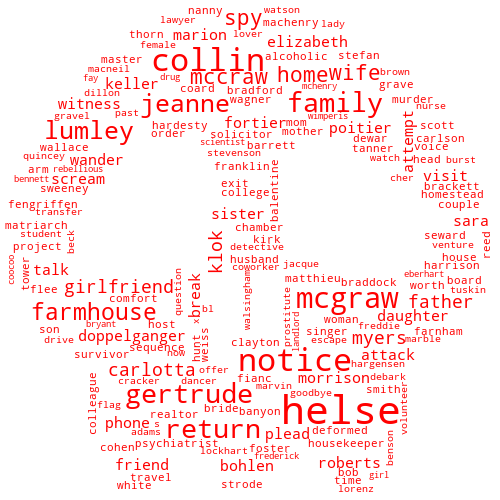 nanny watson
lawyer spy machenry lady
thorn marion lover elizabeth
female collin alcoholic stefan
master mccraw home wife brown
macneil keller
fay drug coard bradford mchenry grave
dillon jeanne wagner family murder
witness past nurse
gravel hardesty fortier mom wimperis poitier scott
lumley order solicitor mother dewar attempt carlson
wallace scientist barrett tanner voice
quincey wander stevenson watch head burst
rebellious franklin balentine
arm scream cher visit
bennett exit brackett
sweeney college homestead
fengriffen couple
transfer sister sara
matriarch klok chamber seward reed
student beck kirk venture
project detective house
coocoo tower talk husband jacque harrison
flee girlfriend break coworker matthieu eberhart board
question walsingham braddock worth tuskin
comfort prostitute mcgraw father
farmhouse x bl landlord woman daughter
son host singer freddie farnham
bryant doppelganger hunt weiss clayton escape myers marble
drive sequence now notice attack
survivor offer hargensen
carlotta fianc morrison debark
cracker dancer marvin smith
colleague gertrude goodbye helse volunteer
flag realtor bride banyon
phone s return plead deformed
adams psychiatrist housekeeper benson
cohen lockhart foster
friend bohlen frederick roberts
travel bob girl
white strode time
lorenz